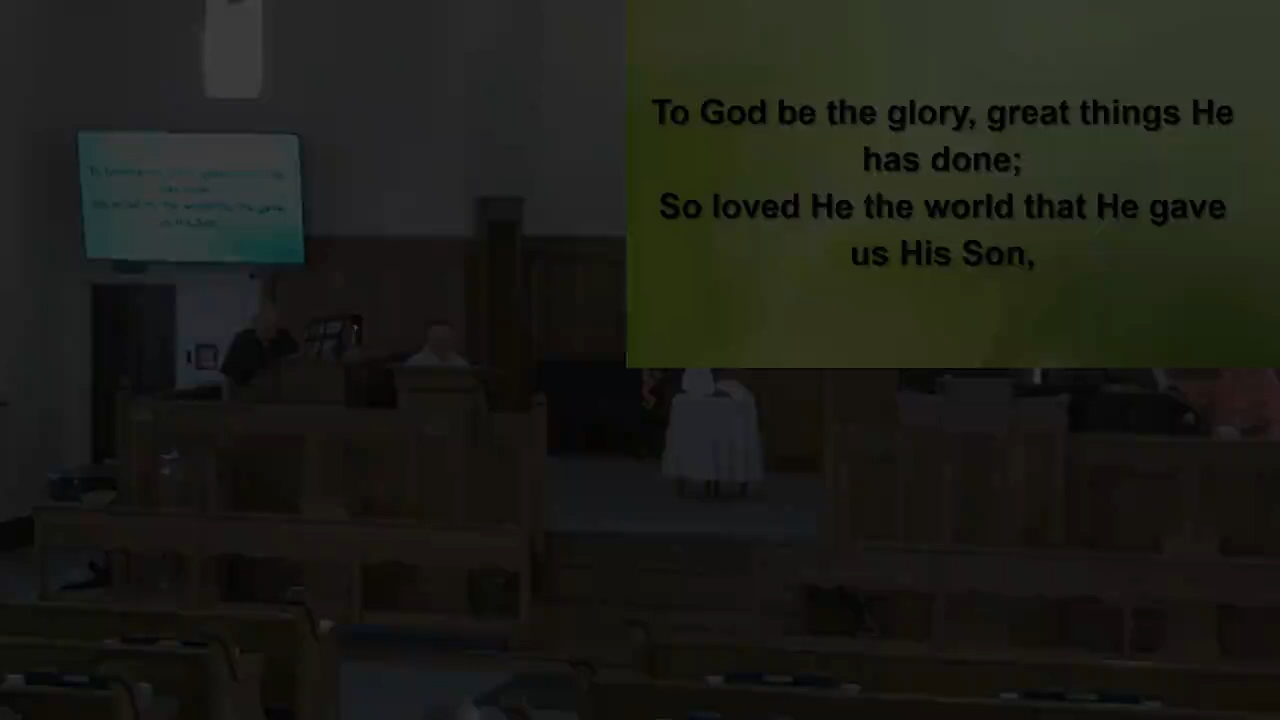 To God be the glory, great things He
has done;
So loved He the world that He gave
us His Son,